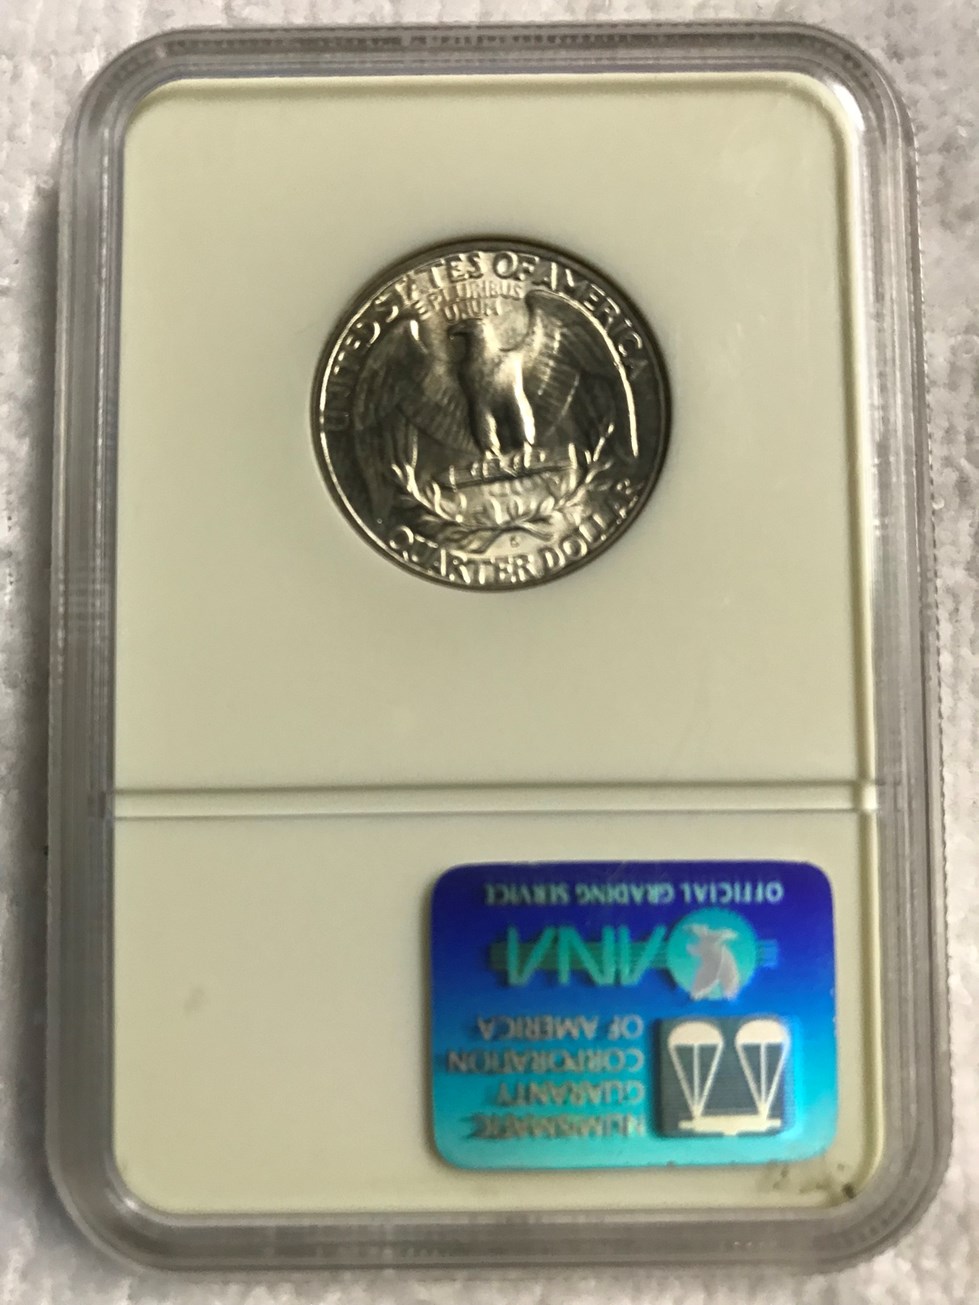 UNITED STATES OF AMERICA
E PLURIBUS
UNUM
QUARTER DOLLAR
NUMISMATIC
GUARANTY
CORPORATION
OF AMERICA
ANA
OFFICIAL GRADING SERVICE